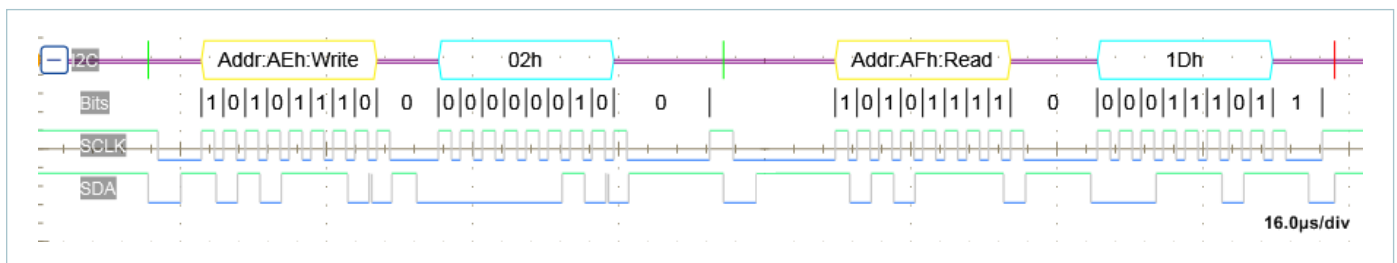 I2C Addr:AEh:Write 02h Addr:AFh:Read 1Dh
Bits 1 0 1 0 1 1 1 0 0 0 0 0 0 0 0 1 0 0 1 0 1 0 1 1 1 1 0 0 0 0 1 1 1 0 1 1
SCLK
SDA
16.0µs/div